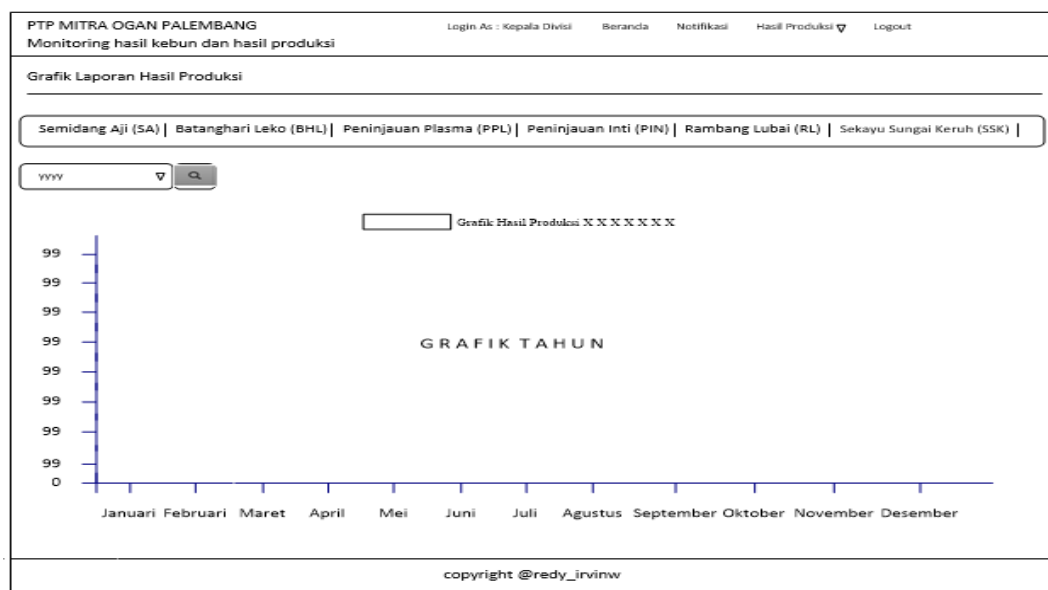 PTP MITRA OGAN PALEMBANG
Login As : Kepala Divisi Beranda Notifikasi Hasil Produksi Logout
Monitoring hasil kebun dan hasil produksi
Grafik Laporan Hasil Produksi
Semidang Aji (SA) | Batanghari Leko (BHL) | Peninjauan Plasma (PPL) | Peninjauan Inti (PIN) | Rambang Lubai (RL) | Sekayu Sungai Keruh (SSK) |
yyyy
Grafik Hasil Produksi X X X X X X X
99
99
99
99
99
99
99
99
0
G R A F I K T A H U N
Januari Februari Maret April Mei Juni Juli Agustus September Oktober November Desember
copyright @redy_irvinw